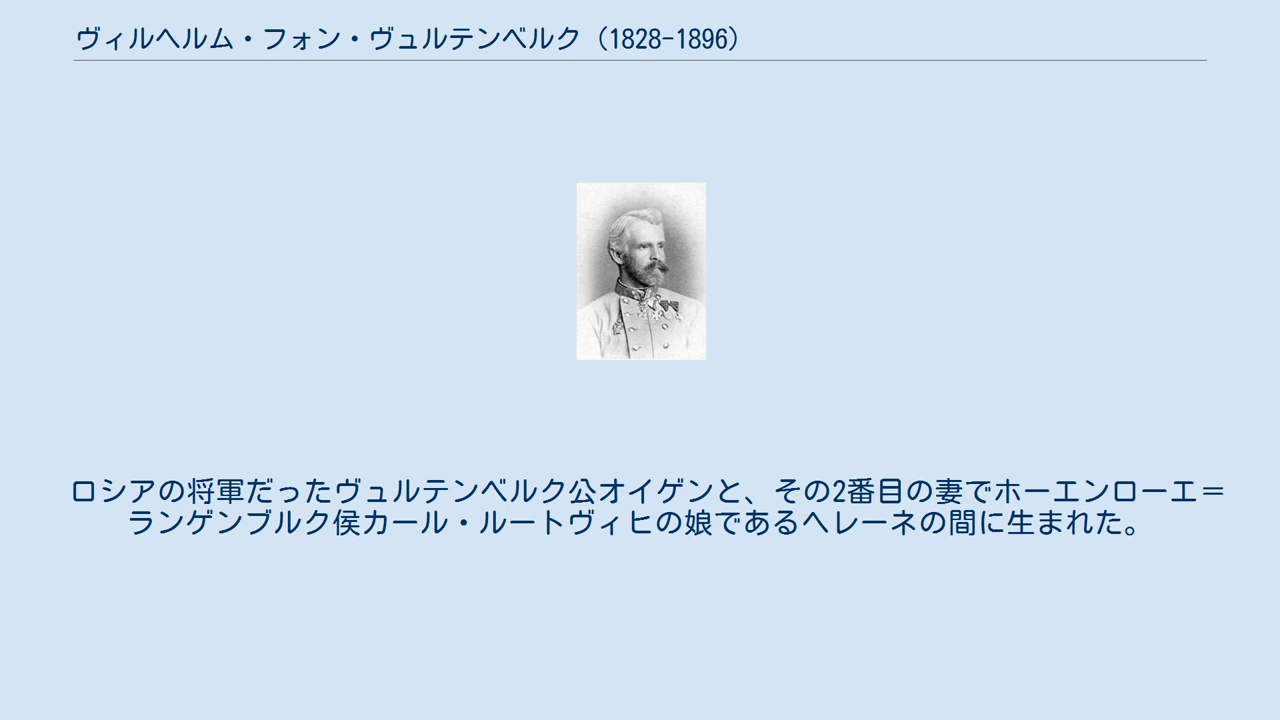 ヴィルヘルム・フォン・ヴュルテンベルク（1828-1896）
ロシアの将軍だったヴュルテンベルク公オイゲンと、その2番目の妻でホーエンローエ＝
ランゲンブルク侯カール・ルートヴィヒの娘であるヘレーネの間に生まれた。